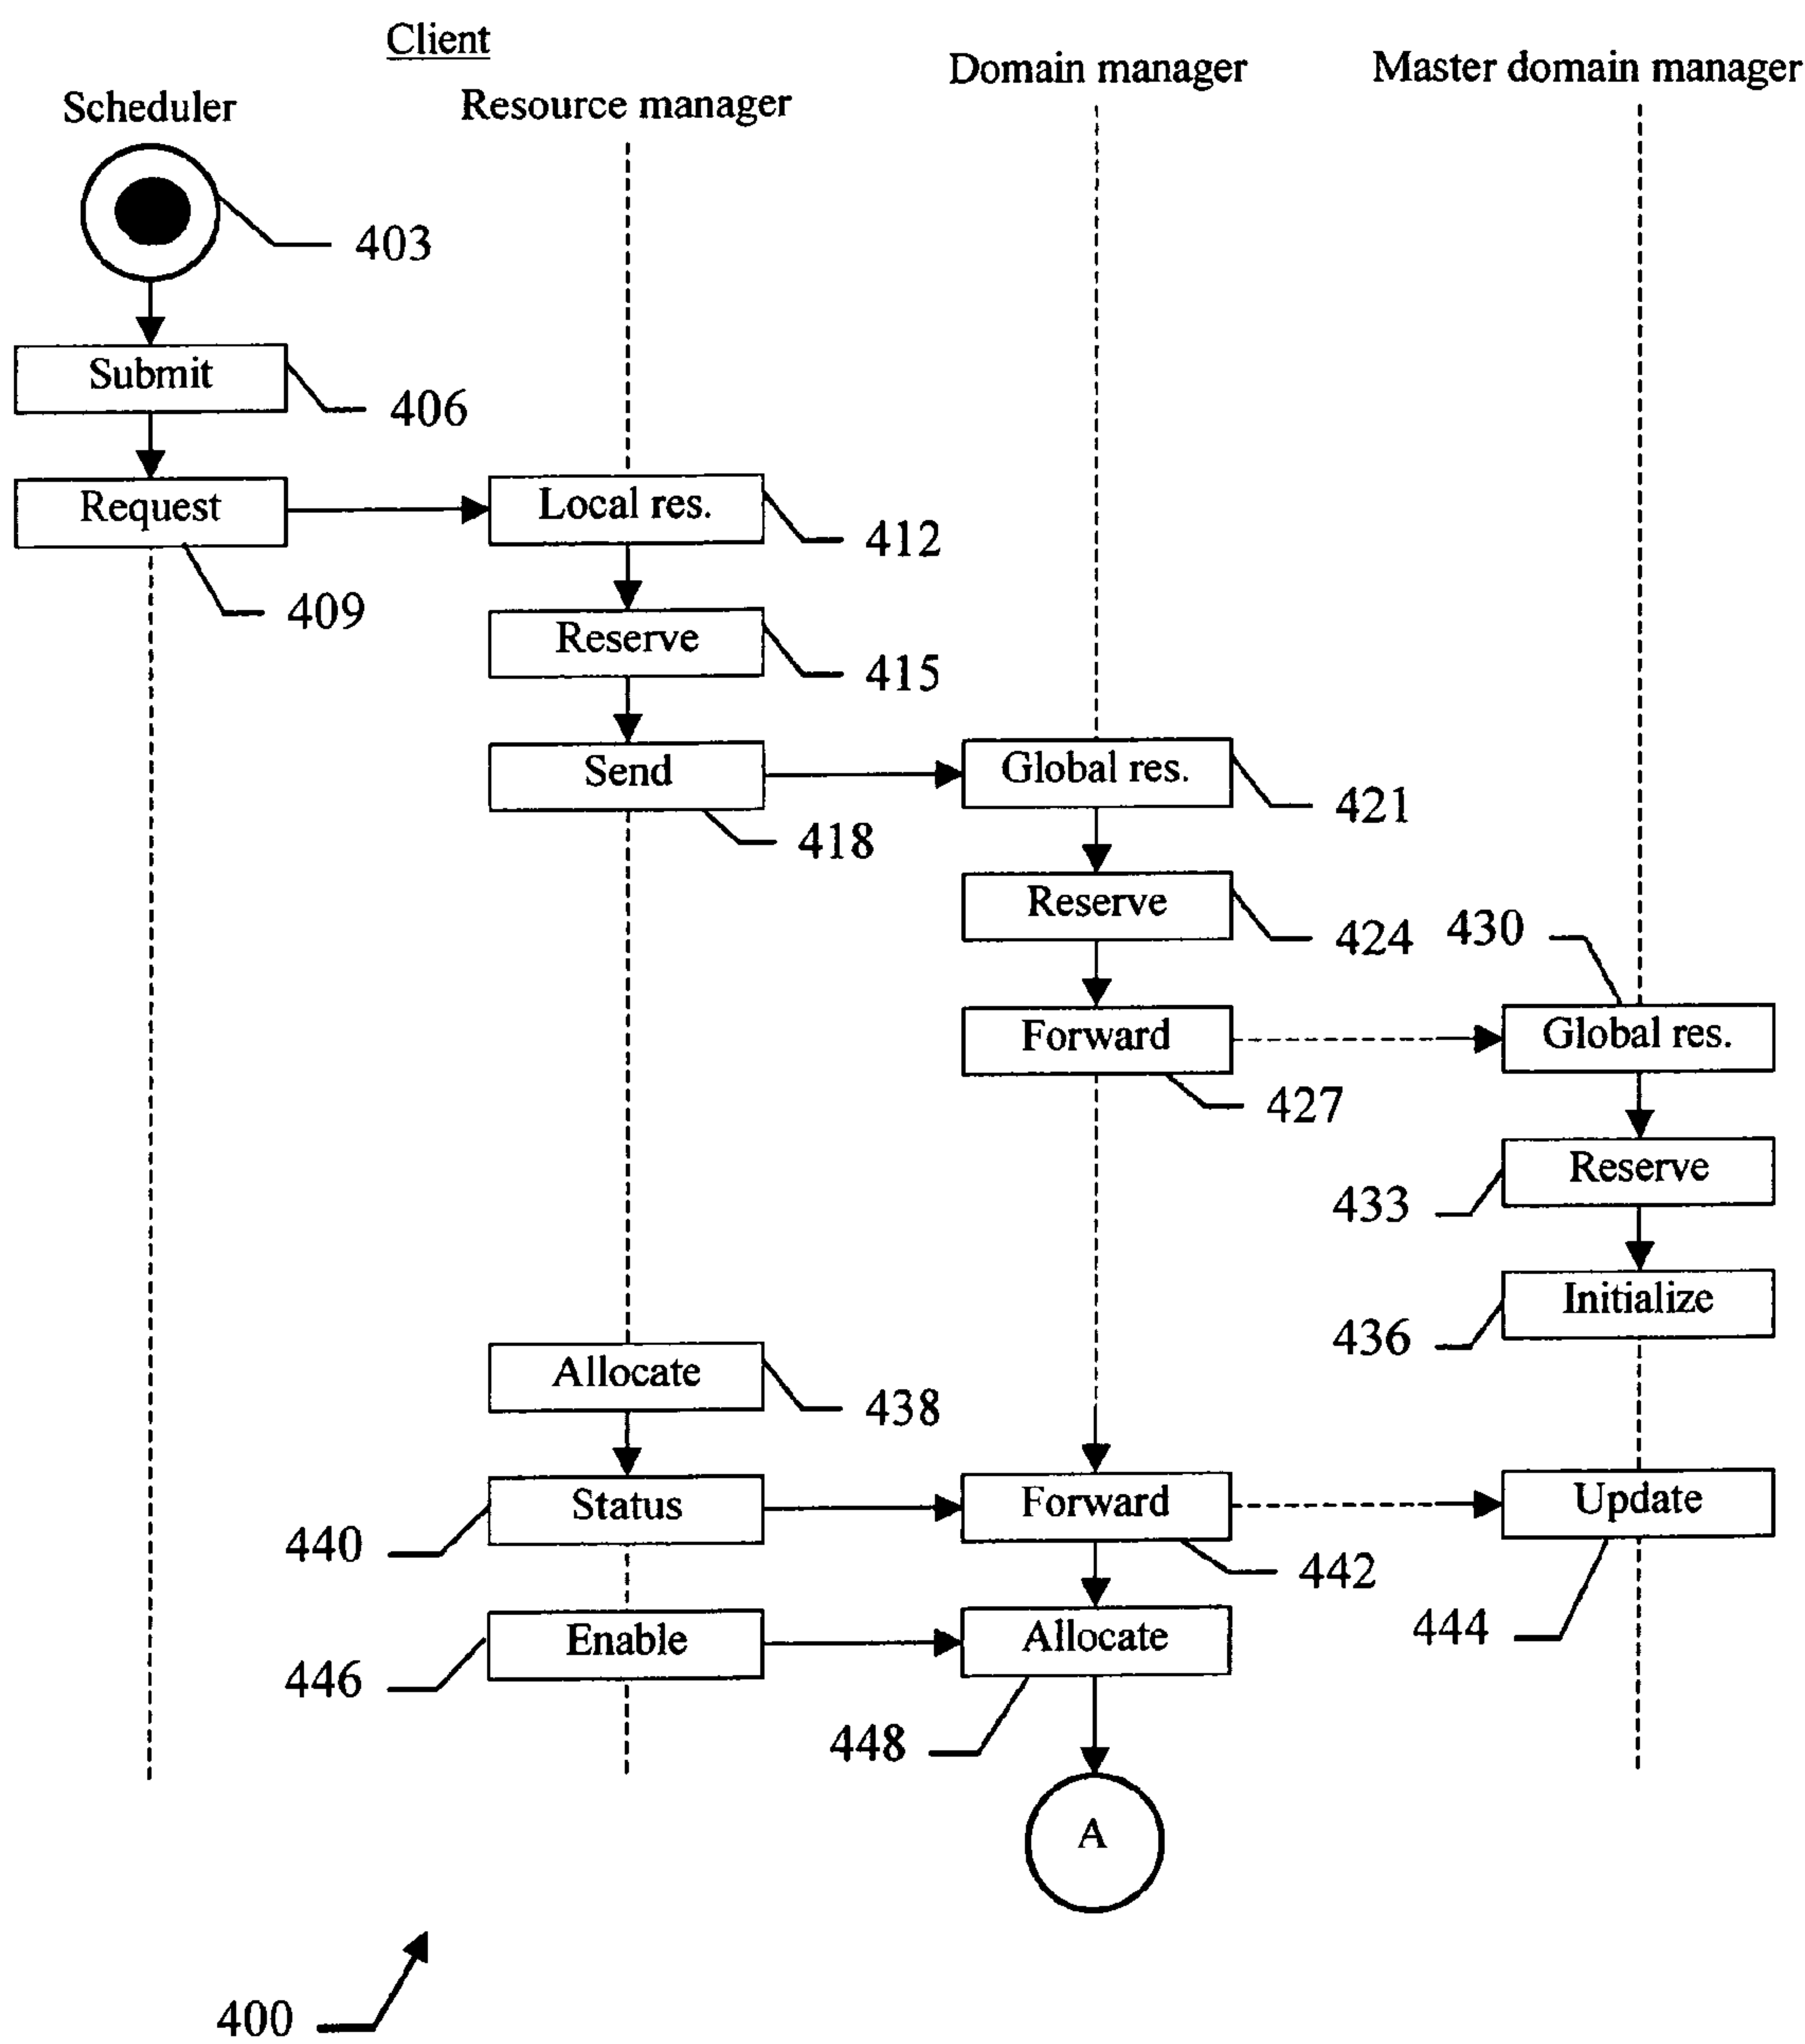 Client
Domain manager
Master domain manager
Scheduler
Resource manager
403
Submit
406
Request
409
Local res.
412
Reserve
415
Send
418
Global res.
421
Reserve
424
430
Forward
427
Global res.
Reserve
433
Initialize
436
Allocate
438
Status
440
Forward
442
Update
444
Enable
446
Allocate
448
A
400